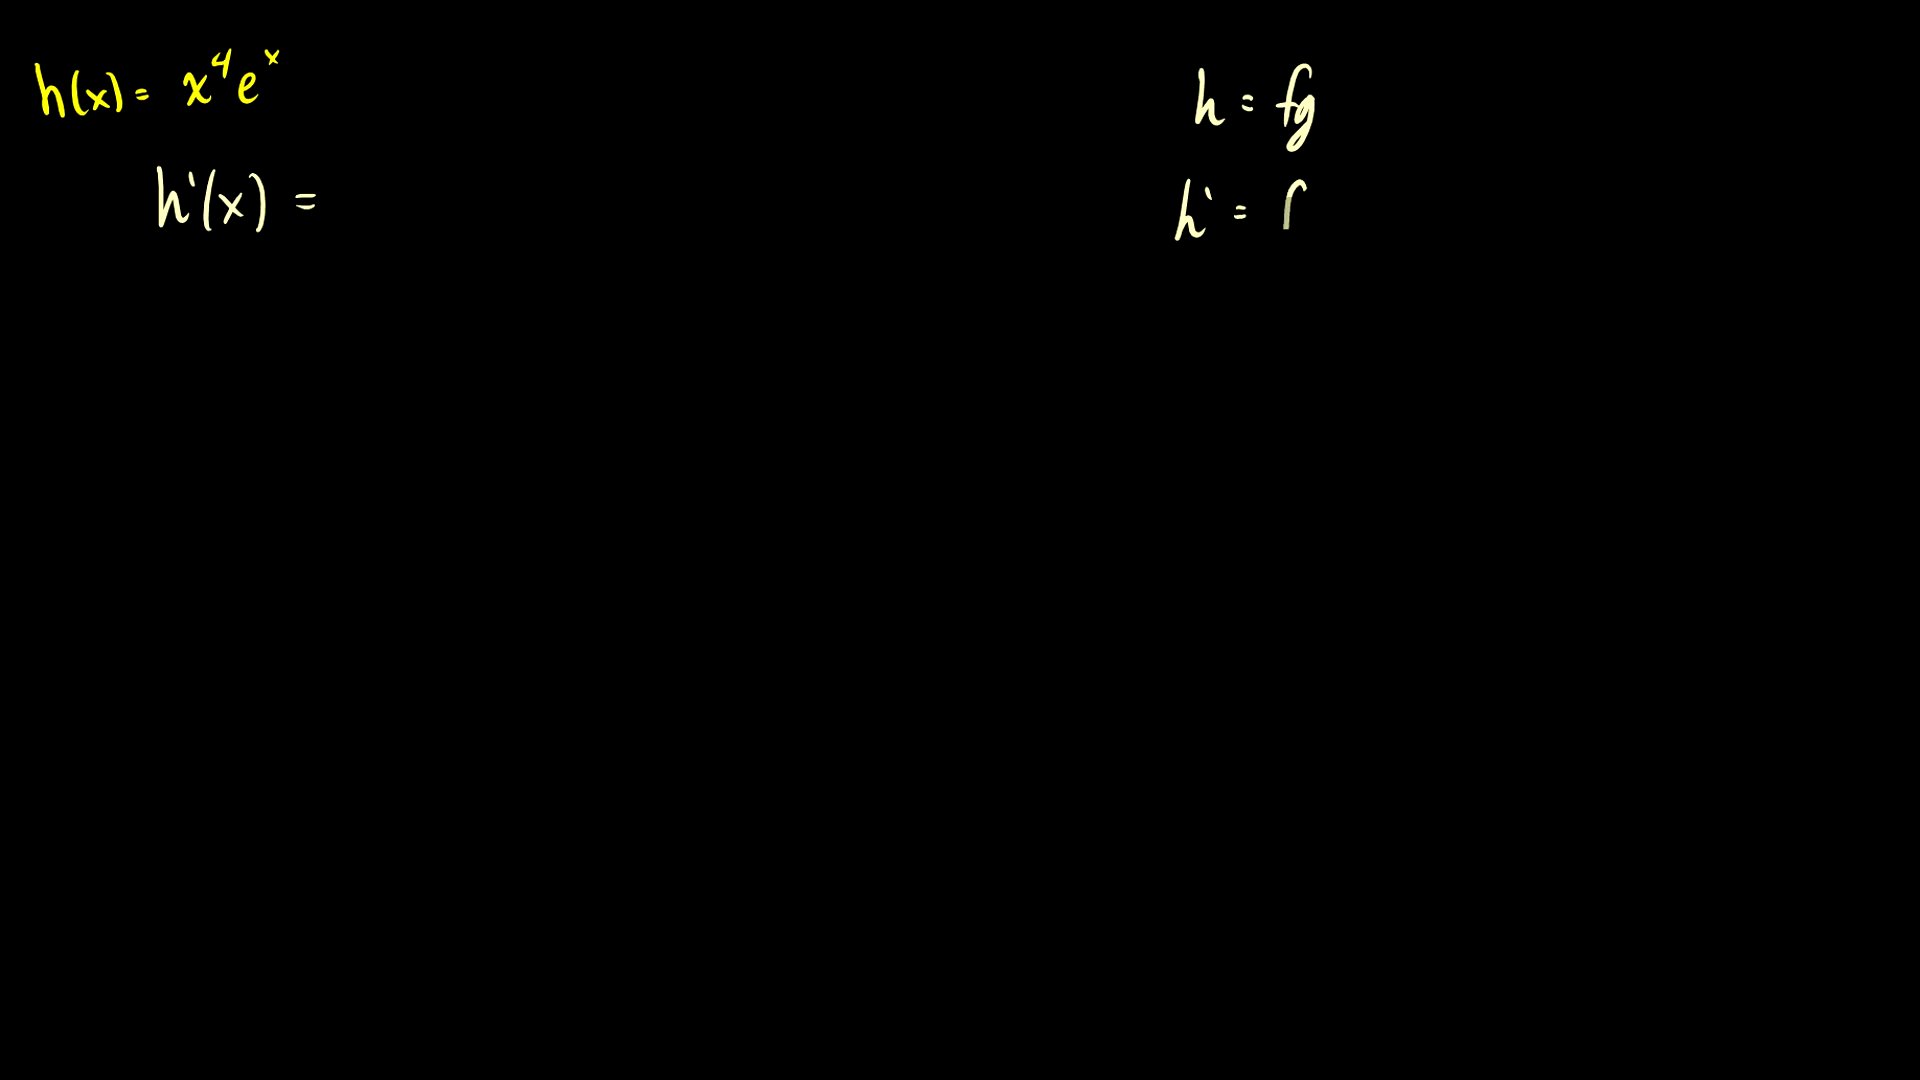 h(x) = x⁴eˣ
h'(x) =
h = fg
h' =